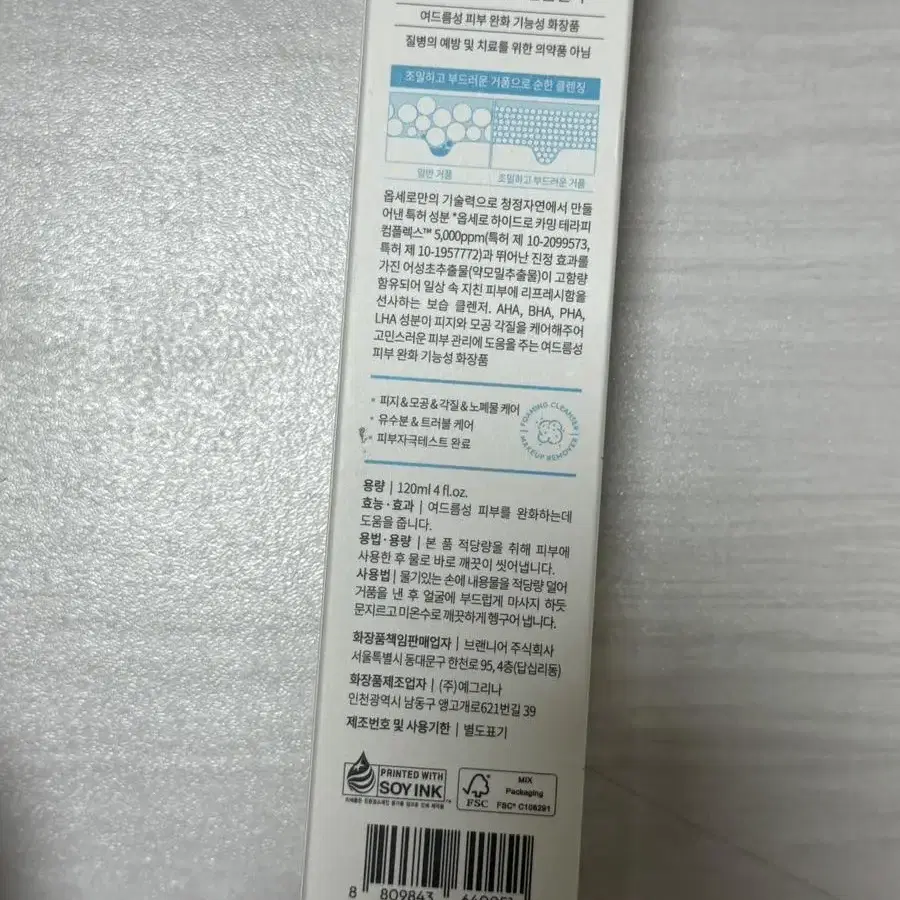 여드름성 피부 완화 기능성 화장품
질병의 예방 및 치료를 위한 의약품 아님
조밀하고 부드러운 거품으로 순한 클렌징
일반 거품
조밀하고 부드러운 거품
옵세로만의 기술력으로 청정자연에서 만들
어낸 특허 성분 *옵세로 하이드로 카밍 테라피
컴플렉스™ 5,000ppm(특허 제 10-2099573,
특허 제 10-1957772)과 뛰어난 진정 효과를
가진 어성초추출물(약모밀추출물)이 고함량
함유되어 일상 속 지친 피부에 리프레시함을
선사하는 보습 클렌저. AHA, BHA, PHA,
LHA 성분이 피지와 모공 각질을 케어해주어
고민스러운 피부 관리에 도움을 주는 여드름성
피부 완화 기능성 화장품
• 피지&모공&각질&노폐물 케어
• 유수분 & 트러블 케어
• 피부자극테스트 완료
FOAMING CLEANSER
MAKEUP REMOVER
용량 | 120ml 4 fl.oz.
효능·효과 | 여드름성 피부를 완화하는데
도움을 줍니다.
용법·용량 | 본 품 적당량을 취해 피부에
사용한 후 물로 바로 깨끗이 씻어냅니다.
사용법 | 물기있는 손에 내용물을 적당량 덜어
거품을 낸 후 얼굴에 부드럽게 마사지 하듯
문지르고 미온수로 깨끗하게 헹구어 냅니다.
화장품책임판매업자 | 브랜니어 주식회사
서울특별시 동대문구 한천로 95, 4층(답십리동)
화장품제조업자 | (주)예그리나
인천광역시 남동구 앵고개로621번길 39
제조번호 및 사용기한 | 별도표기
PRINTED WITH
SOY INK™
FSC
MIX
Packaging
FSC® C106291
8 809843